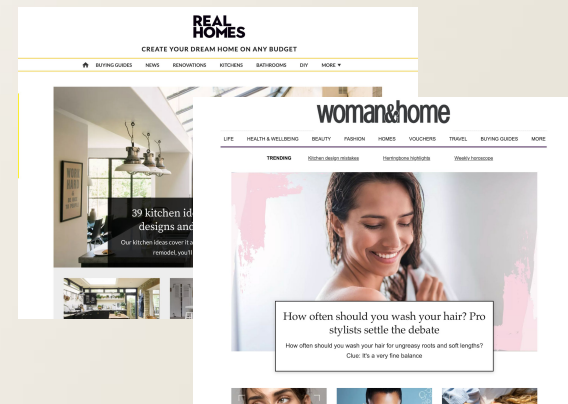 REAL
HOMES
CREATE YOUR DREAM HOME ON ANY BUDGET
BUYING GUIDES NEWS RENOVATIONS KITCHENS BATHROOMS DIY MORE
39 kitchen
designs and
Our kitchen ideas cover it
remodel, you'll
woman&home
LIFE HEALTH & WELLBEING BEAUTY FASHION HOMES VOUCHERS TRAVEL BUYING GUIDES MORE
TRENDING Kitchen design mistakes Herringbone highlights Weekly horoscope
How often should you wash your hair? Pro
stylists settle the debate
How often should you wash your hair for ungreasy roots and soft lengths?
Clue: It's a very fine balance